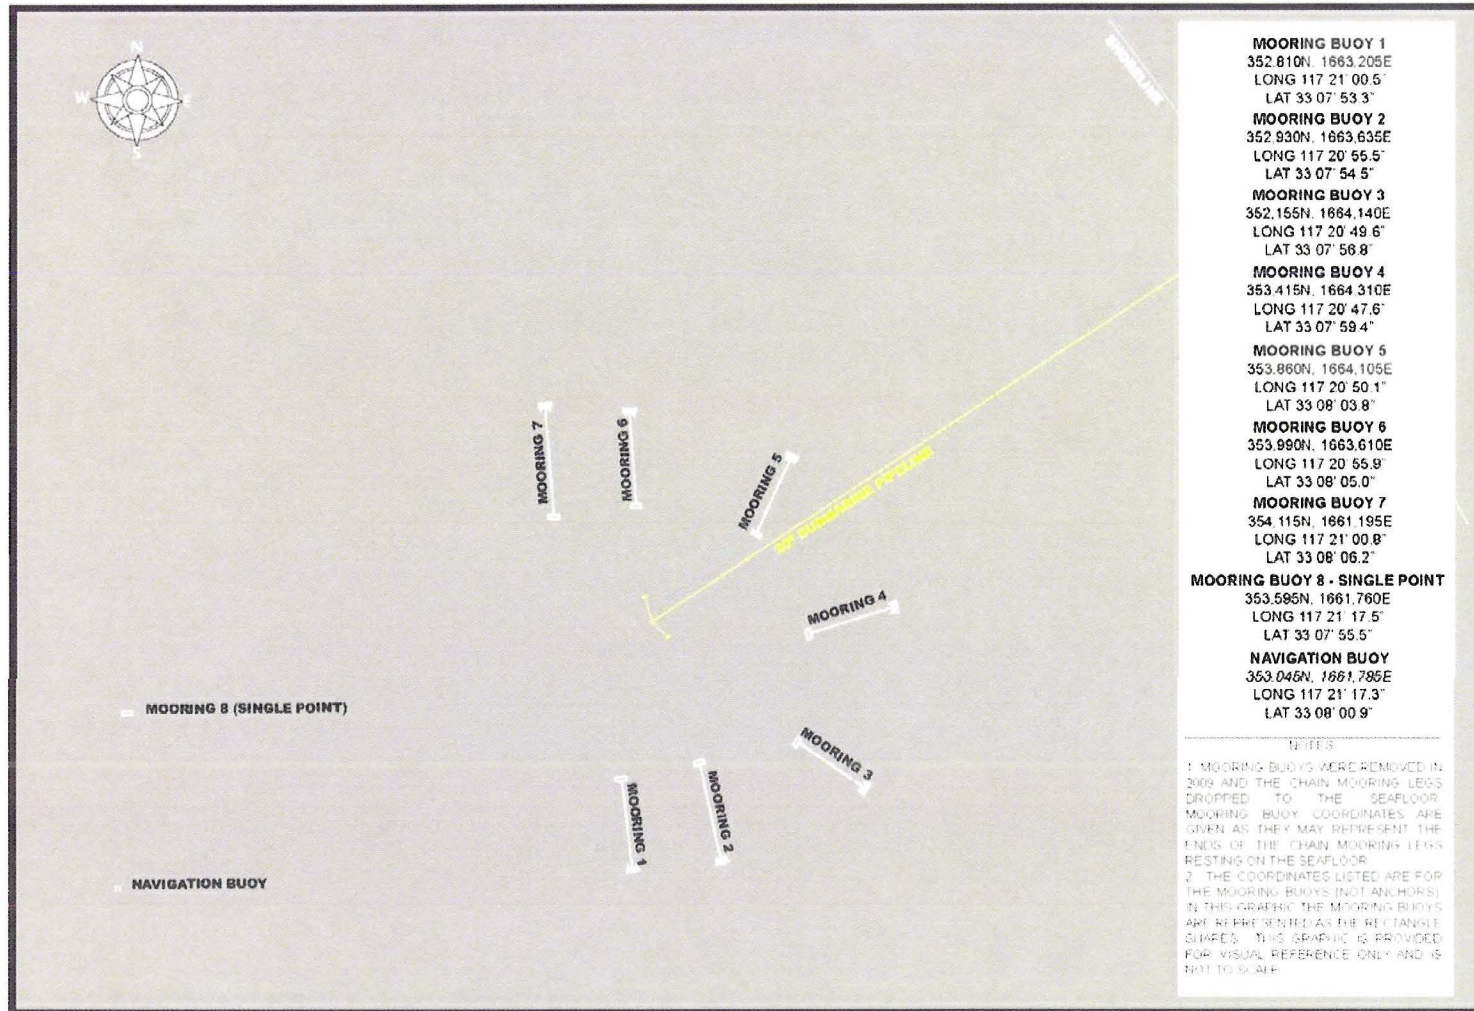 N
W
E
S
SHORELINE
MOORING 7
MOORING 6
MOORING 5
20" SUBMARINE PIPELINE
MOORING 4
MOORING 8 (SINGLE POINT)
MOORING 3
MOORING 2
MOORING 1
NAVIGATION BUOY
MOORING BUOY 1
352.810N, 1663,205E
LONG 117 21' 00.5"
LAT 33 07' 53.3"
MOORING BUOY 2
352,930N, 1663,635E
LONG 117 20' 55.5"
LAT 33 07' 54.5"
MOORING BUOY 3
352,155N, 1664,140E
LONG 117 20' 49.6"
LAT 33 07' 56.8"
MOORING BUOY 4
353,415N, 1664,310E
LONG 117 20' 47.6"
LAT 33 07' 59.4"
MOORING BUOY 5
353,860N, 1664,105E
LONG 117 20' 50.1"
LAT 33 08' 03.8"
MOORING BUOY 6
353,990N, 1663,610E
LONG 117 20' 55.9"
LAT 33 08' 05.0"
MOORING BUOY 7
354,115N, 1661,195E
LONG 117 21' 00.8"
LAT 33 08' 06.2"
MOORING BUOY 8 - SINGLE POINT
353,595N, 1661,760E
LONG 117 21' 17.5"
LAT 33 07' 55.5"
NAVIGATION BUOY
353,045N, 1661,785E
LONG 117 21' 17.3"
LAT 33 08' 00.9"
NOTES
1. MOORING BUOYS WERE REMOVED IN
2009 AND THE CHAIN MOORING LEGS
DROPPED TO THE SEAFLOOR.
MOORING BUOY COORDINATES ARE
GIVEN AS THEY MAY REPRESENT THE
ENDS OF THE CHAIN MOORING LEGS
RESTING ON THE SEAFLOOR
2. THE COORDINATES LISTED ARE FOR
THE MOORING BUOYS (NOT ANCHORS)
IN THIS GRAPHIC THE MOORING BUOYS
ARE REPRESENTED AS THE RECTANGLE
SHAPES. THIS GRAPHIC IS PROVIDED
FOR VISUAL REFERENCE ONLY AND IS
NOT TO SCALE